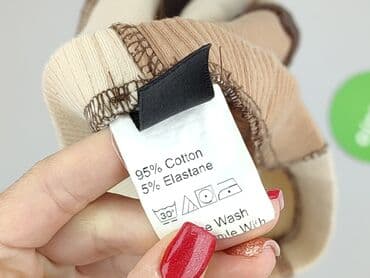 95% Cotton
5% Elastane
30°
Wash
With